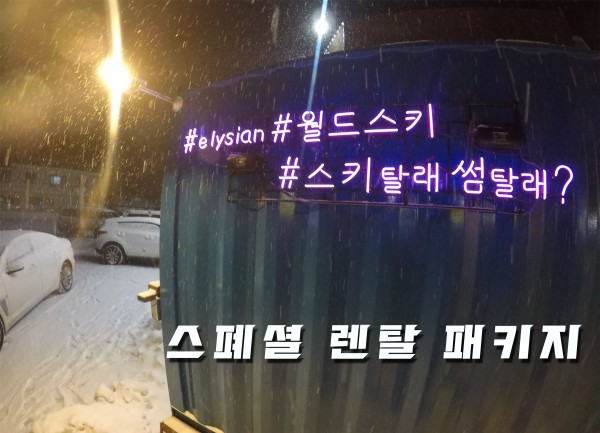 #elysian #월드스키
#스키탈래 썸탈래?
스폐셜 렌탈 패키지